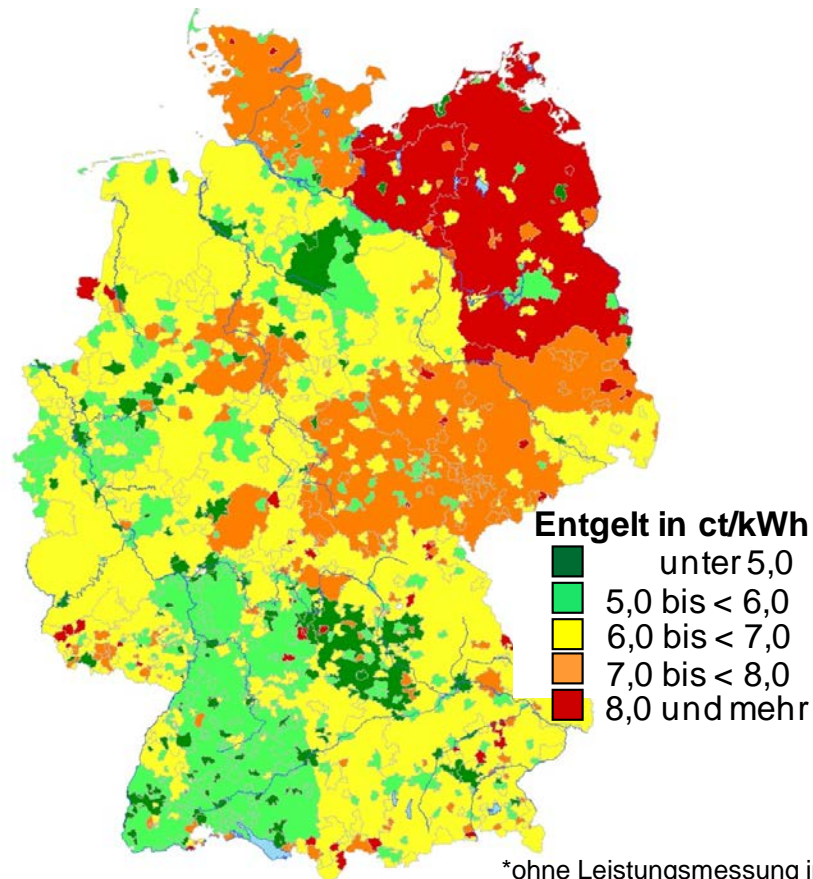 Entgelt in ct/kWh
unter 5,0
5,0 bis < 6,0
6,0 bis < 7,0
7,0 bis < 8,0
8,0 und mehr
*ohne Leistungsmessung i